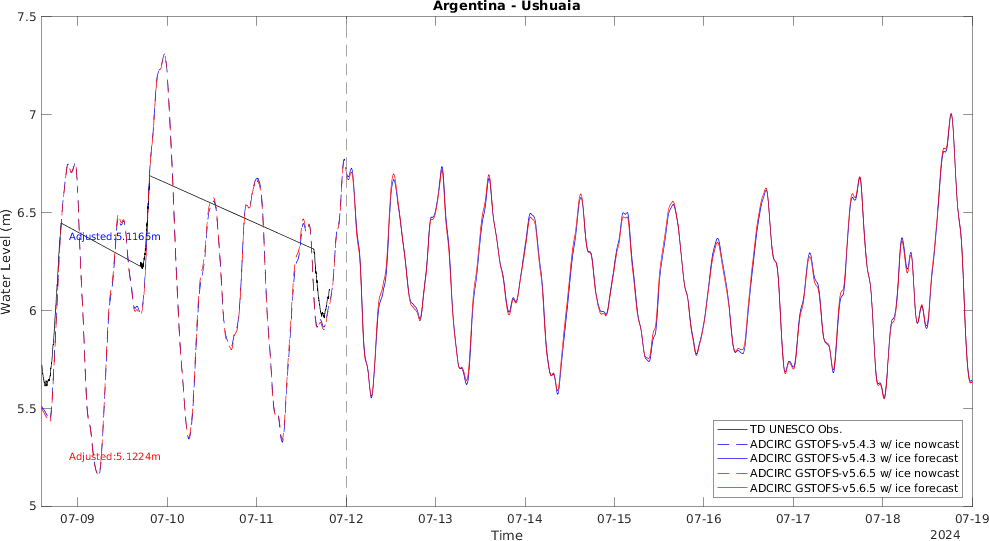 Argentina - Ushuaia
7.5
7
6.5
6
5.5
5
Water Level (m)
Adjusted:5.1165m
Adjusted:5.1224m
TD UNESCO Obs.
ADCIRC GSTOFS-v5.4.3 w/ ice nowcast
ADCIRC GSTOFS-v5.4.3 w/ ice forecast
ADCIRC GSTOFS-v5.6.5 w/ ice nowcast
ADCIRC GSTOFS-v5.6.5 w/ ice forecast
07-09 07-10 07-11 07-12 07-13 07-14 07-15 07-16 07-17 07-18 07-19
Time
2024